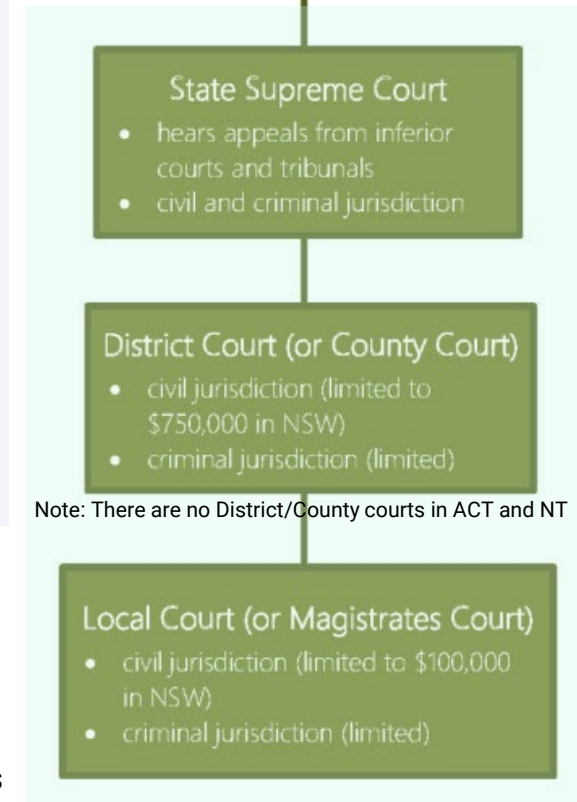 State Supreme Court
• hears appeals from inferior
courts and tribunals
• civil and criminal jurisdiction
District Court (or County Court)
• civil jurisdiction (limited to
$750,000 in NSW)
• criminal jurisdiction (limited)
Note: There are no District/County courts in ACT and NT
Local Court (or Magistrates Court)
• civil jurisdiction (limited to $100,000
in NSW)
• criminal jurisdiction (limited)